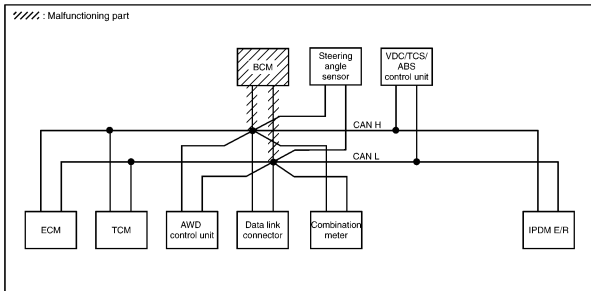 : Malfunctioning part
BCM
Steering
angle
sensor
VDC/TCS/
ABS
control unit
CAN H
CAN L
ECM
TCM
AWD
control unit
Data link
connector
Combination
meter
IPDM E/R